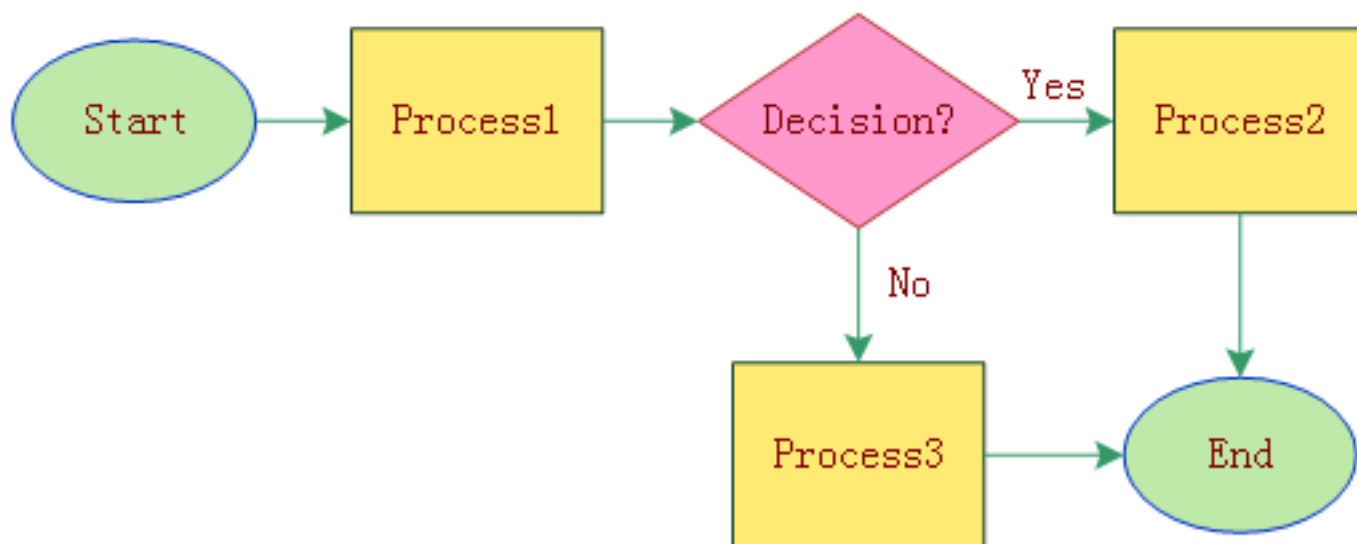 Start
Process1
Decision?
Yes
Process2
No
Process3
End